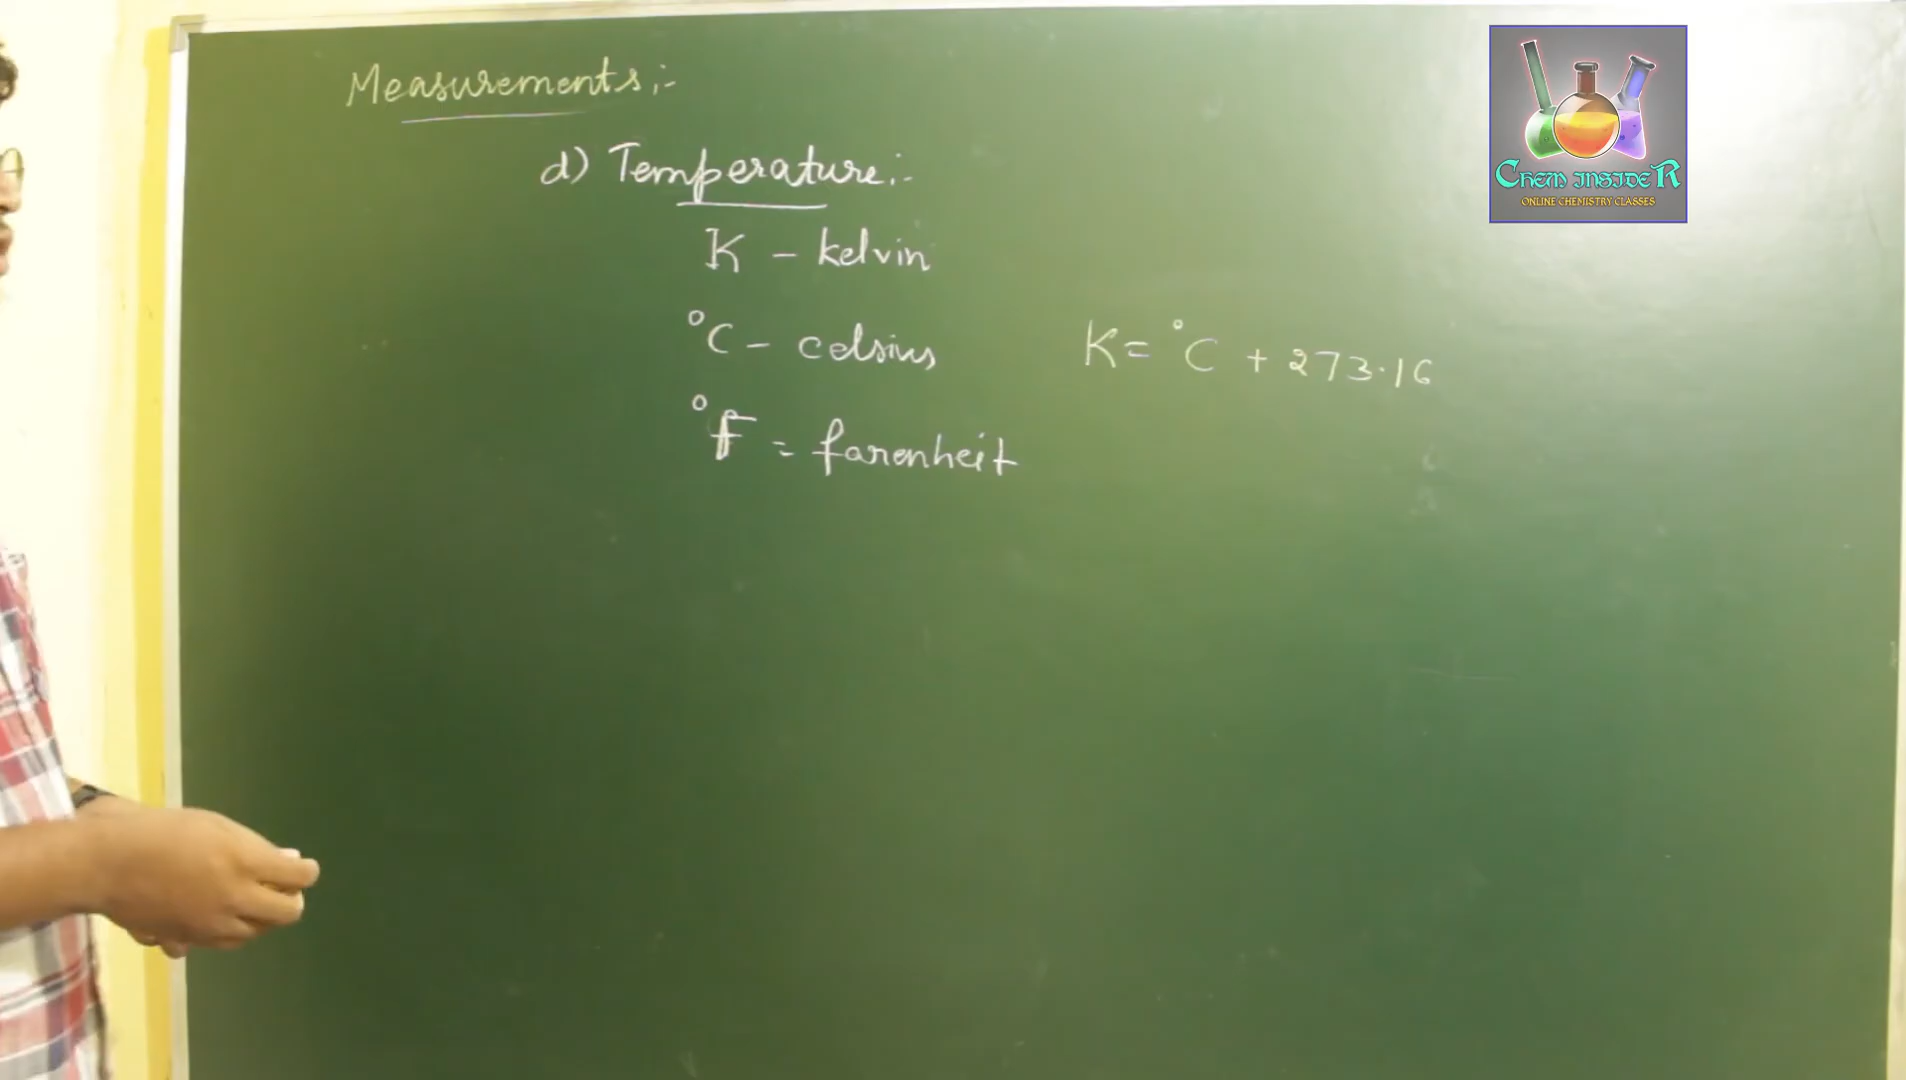 Measurements:-
d) Temperature:-
K - kelvin
°C - celsius
K = °C + 273.16
°F = farenheit
CHEM INSIDER
ONLINE CHEMISTRY CLASSES